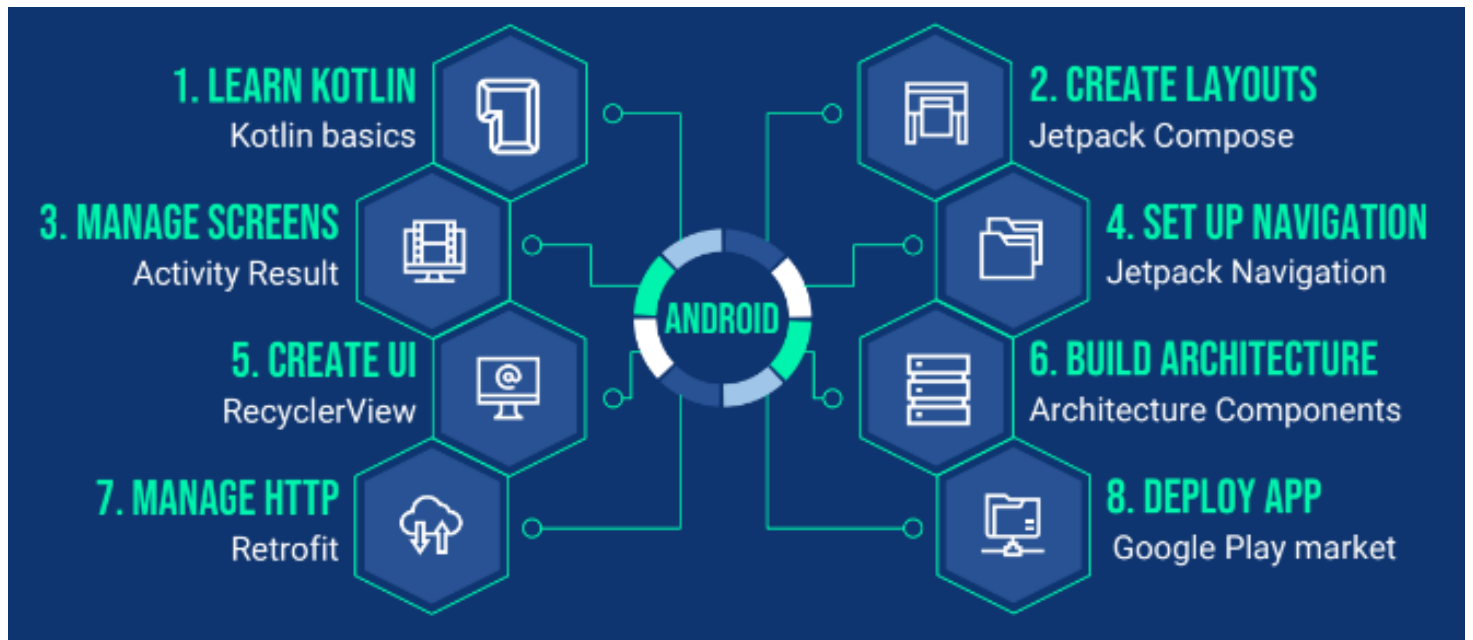 1. LEARN KOTLIN
Kotlin basics
2. CREATE LAYOUTS
Jetpack Compose
3. MANAGE SCREENS
Activity Result
4. SET UP NAVIGATION
Jetpack Navigation
ANDROID
5. CREATE UI
RecyclerView
6. BUILD ARCHITECTURE
Architecture Components
7. MANAGE HTTP
Retrofit
8. DEPLOY APP
Google Play market